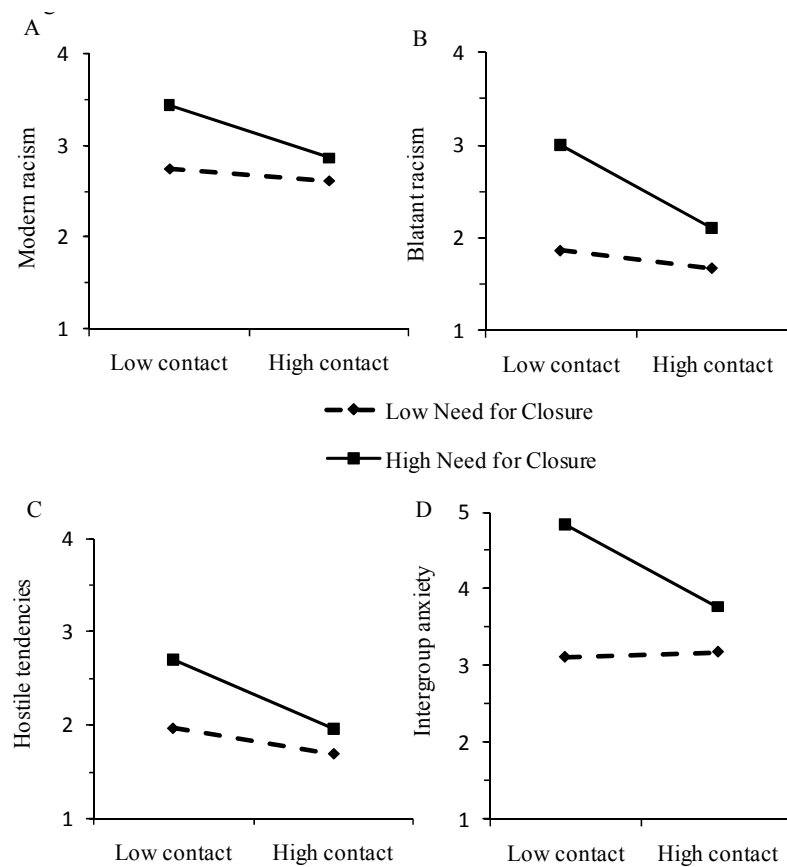 A
B
4
3
2
1
Modern racism
Low contact
High contact
4
3
2
1
Blatant racism
Low contact
High contact
Low Need for Closure
High Need for Closure
C
D
4
3
2
1
Hostile tendencies
Low contact
High contact
5
4
3
2
1
Intergroup anxiety
Low contact
High contact